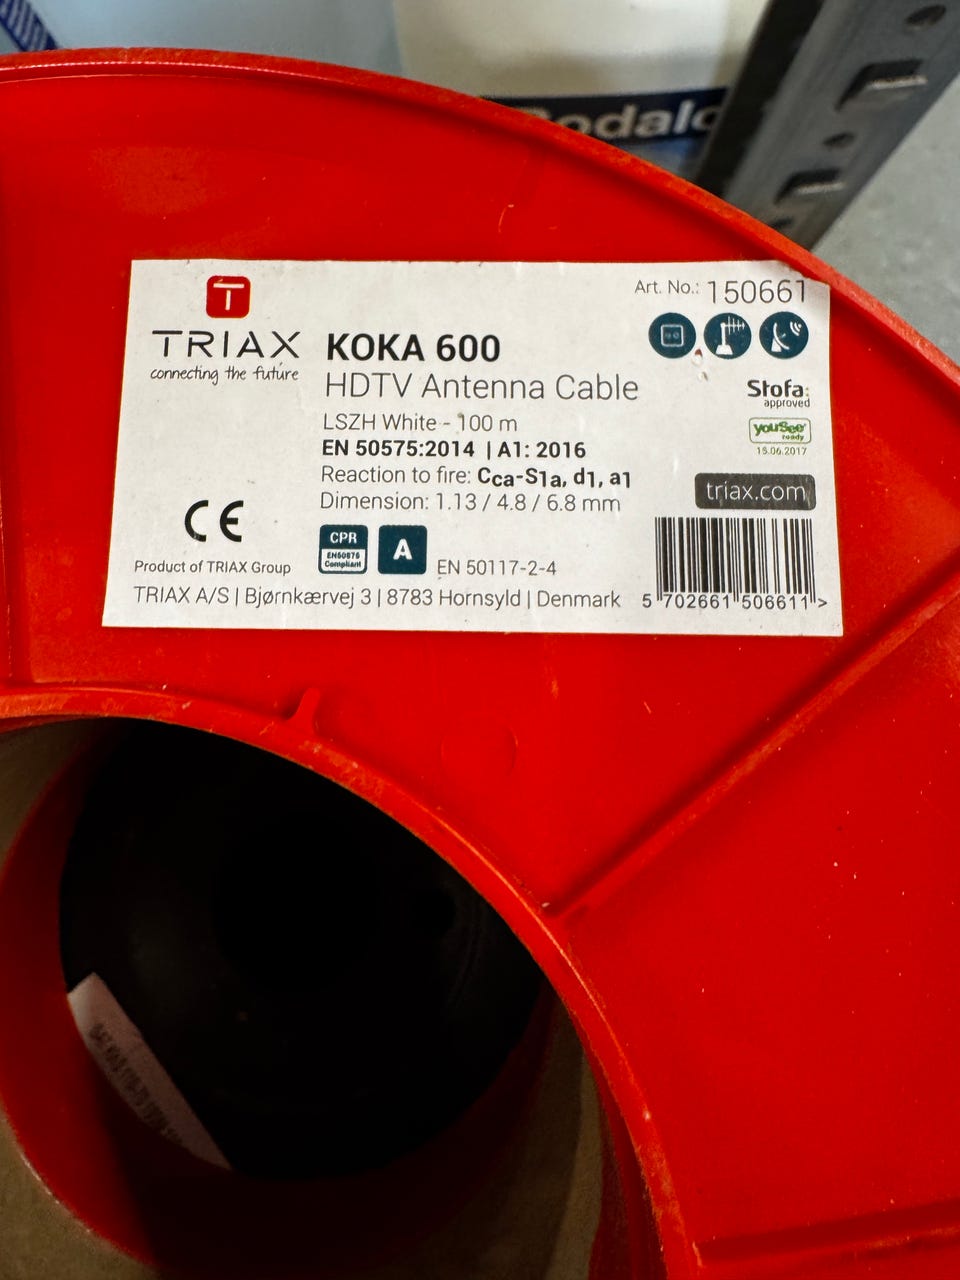 odalo
T
TRIAX
connecting the future
Art. No.: 150661
KOKA 600
HDTV Antenna Cable
LSZH White - 100 m
EN 50575:2014 | A1: 2016
Reaction to fire: Cca-S1a, d1, a1
Dimension: 1.13 / 4.8 / 6.8 mm
Stofa:
approved
youSee
ready
15.06.2017
triax.com
CE
CPR
EN50575
Compliant
A
EN 50117-2-4
Product of TRIAX Group
TRIAX A/S | Bjørnkærvej 3 | 8783 Hornsyld | Denmark
5 702661 506611 >